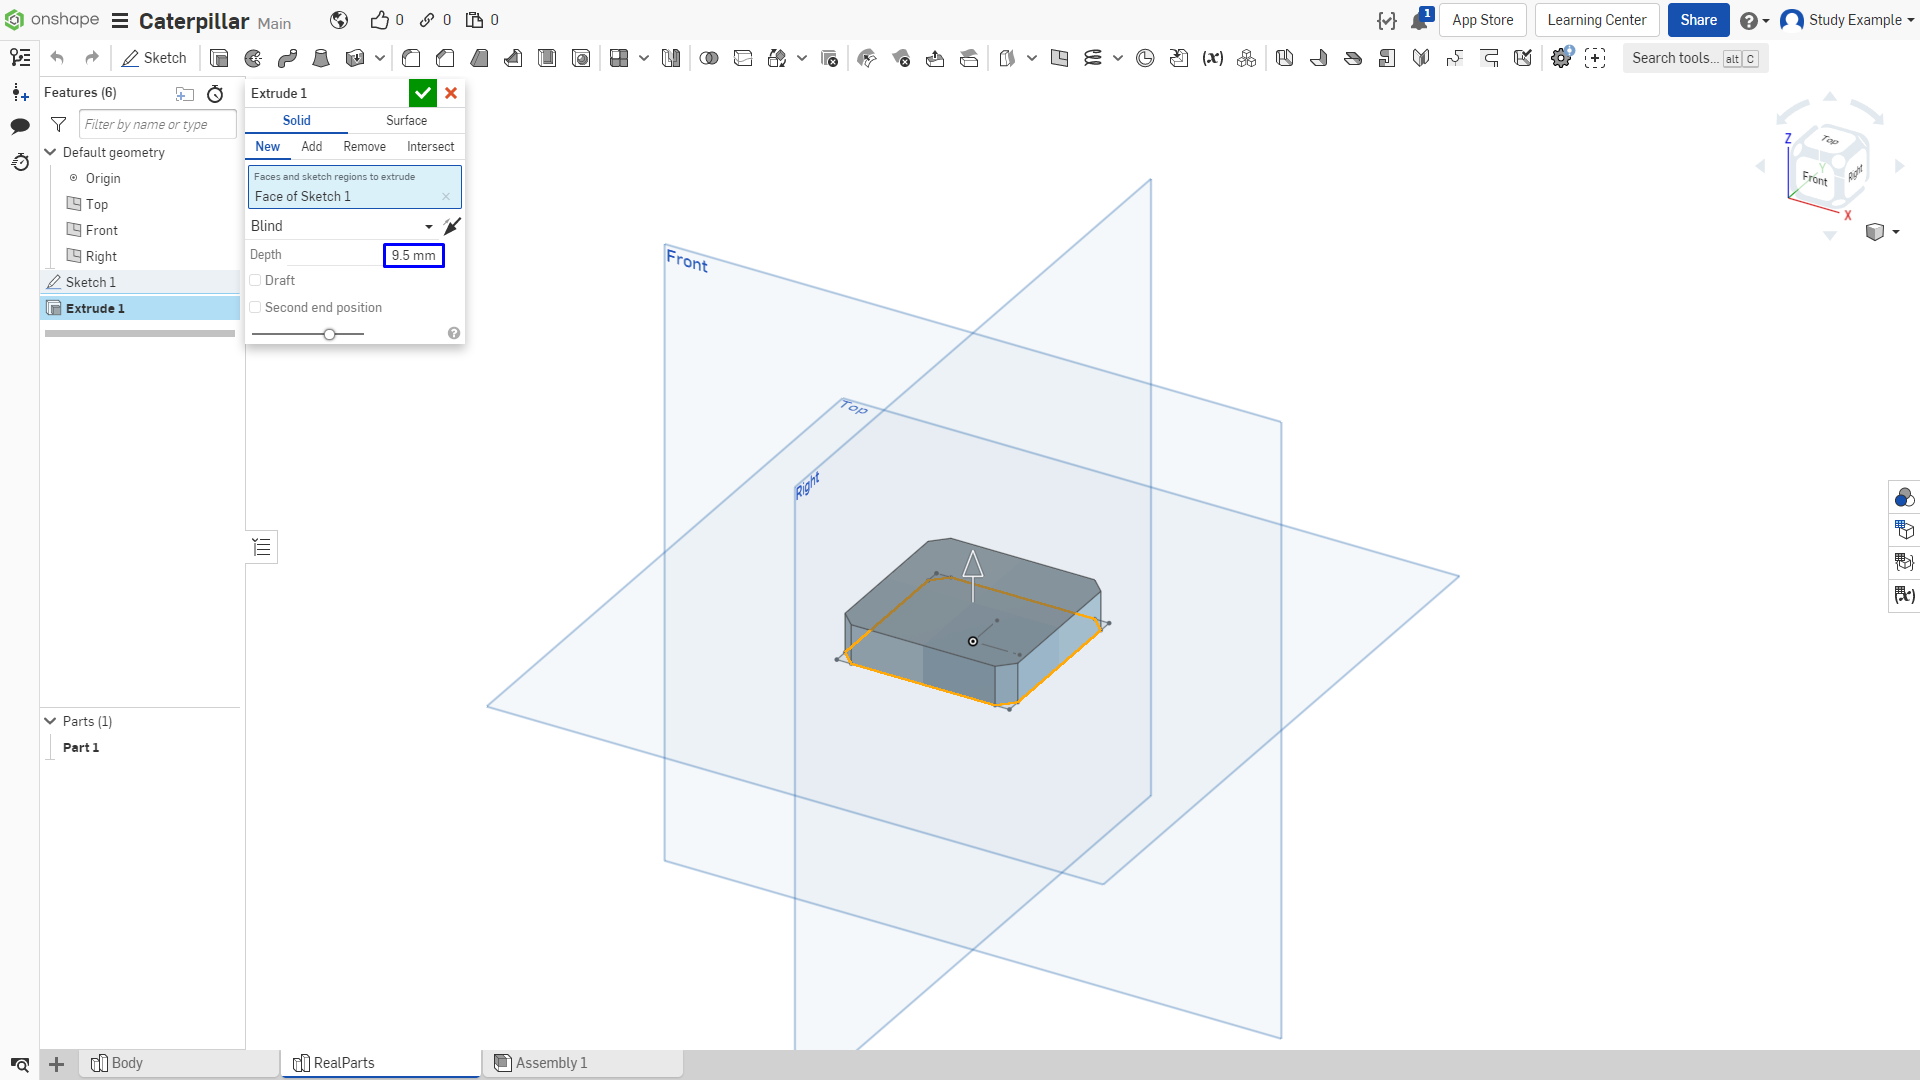 onshape Caterpillar Main 0 0 0 1 App Store Learning Center Share Study Example
Sketch (x) Search tools... alt C
Features (6)
Filter by name or type
Default geometry
Origin
Top
Front
Right
Sketch 1
Extrude 1
Extrude 1
Solid Surface
New Add Remove Intersect
Faces and sketch regions to extrude
Face of Sketch 1
Blind
Depth 9.5 mm
Draft
Second end position
?
Front
Top
Right
Z
Top
Y
Front
Right
X
(x)
Parts (1)
Part 1
Body RealParts Assembly 1